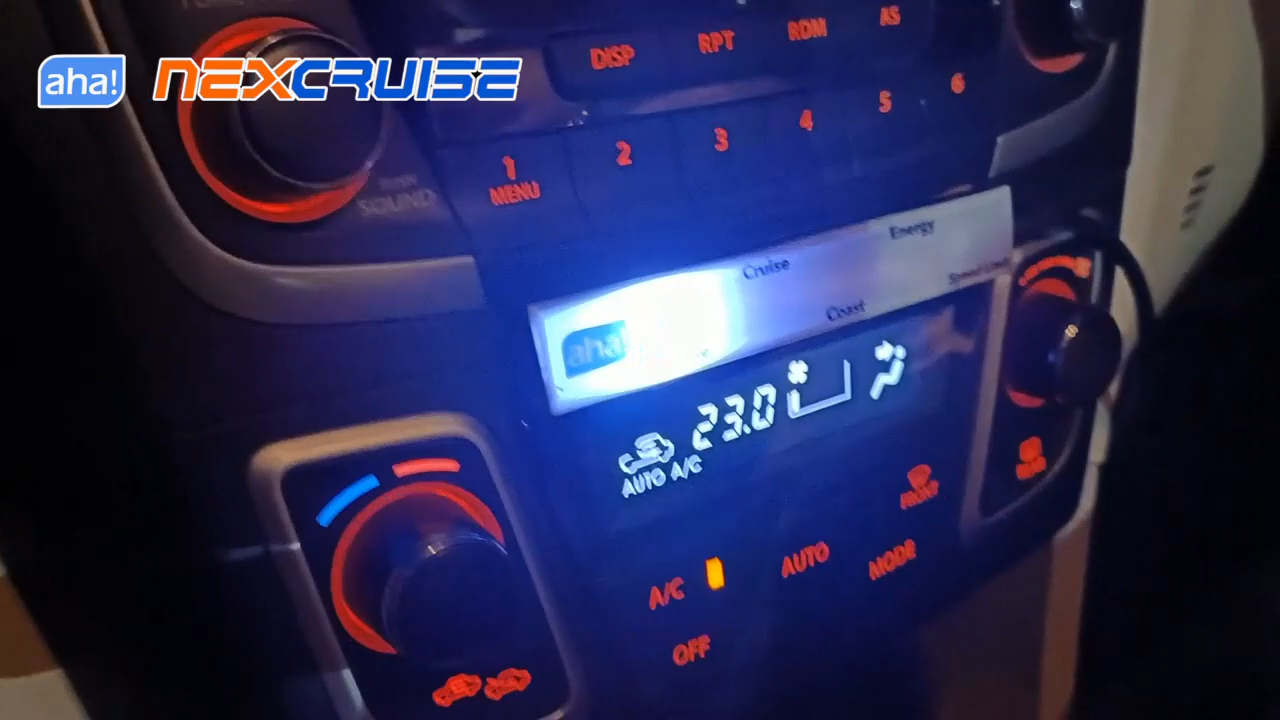 aha! NEXCRUISE
DISP RPT RDM AS
1 2 3 4 5 6
MENU
SOUND
Energy
Cruise
Speed Limit
Coast
aha!
23.0
AUTO A/C
FRONT
A/C AUTO MODE
OFF